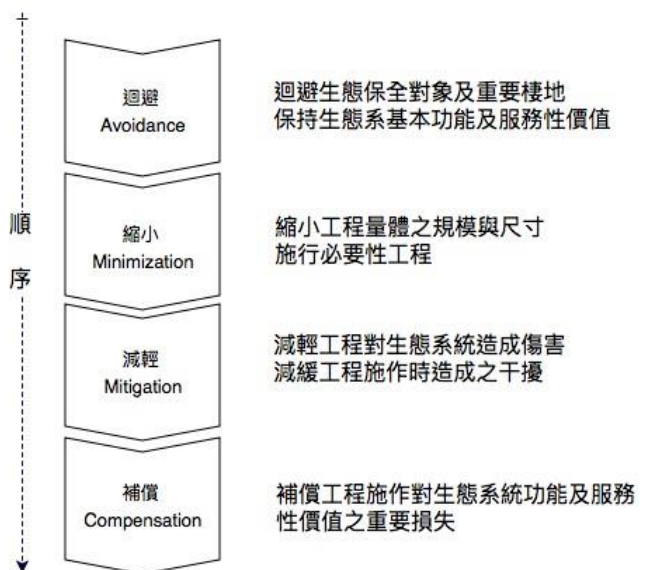 順
序
迴避
Avoidance
迴避生態保全對象及重要棲地
保持生態系基本功能及服務性價值
縮小
Minimization
縮小工程量體之規模與尺寸
施行必要性工程
減輕
Mitigation
減輕工程對生態系統造成傷害
減緩工程施作時造成之干擾
補償
Compensation
補償工程施作對生態系統功能及服務
性價值之重要損失